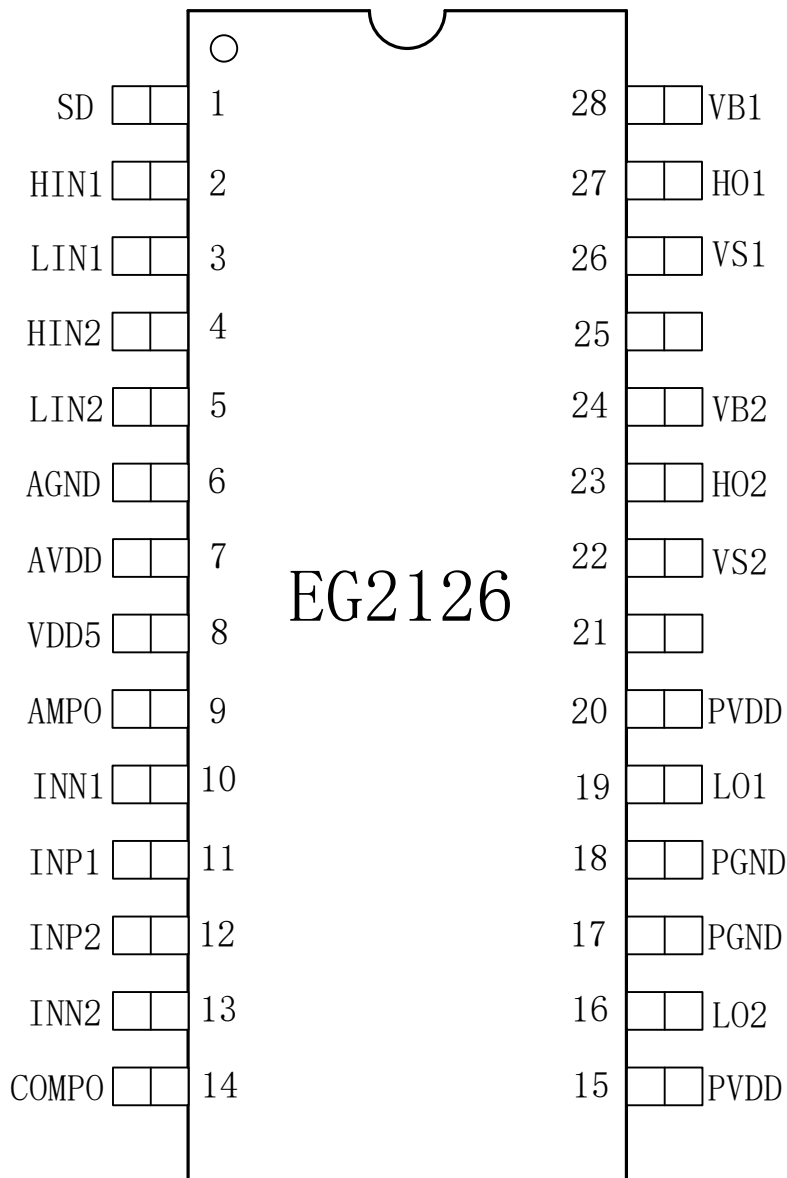 SD 1 28 VB1
HIN1 2 27 HO1
LIN1 3 26 VS1
HIN2 4 25
LIN2 5 24 VB2
AGND 6 23 HO2
AVDD 7 22 VS2
EG2126
VDD5 8 21
AMPO 9 20 PVDD
INN1 10 19 LO1
INP1 11 18 PGND
INP2 12 17 PGND
INN2 13 16 LO2
COMPO 14 15 PVDD